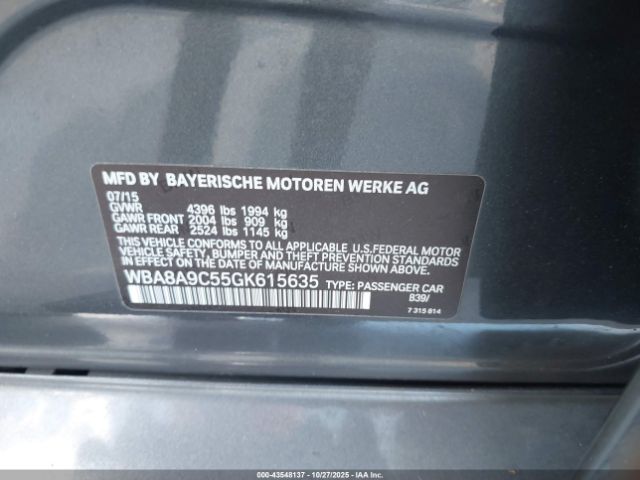 MFD BY BAYERISCHE MOTOREN WERKE AG
07/15
GVWR 4396 lbs 1994 kg
GAWR FRONT 2004 lbs 909 kg
GAWR REAR 2524 lbs 1145 kg
THIS VEHICLE CONFORMS TO ALL APPLICABLE U.S.FEDERAL MOTOR
VEHICLE SAFETY, BUMPER, AND THEFT PREVENTION STANDARDS
IN EFFECT ON THE DATE OF MANUFACTURE SHOWN ABOVE.
WBA8A9C55GK615635 TYPE: PASSENGER CAR
B39/
7 315 814
000-43548137 - 10/27/2025 - IAA Inc.